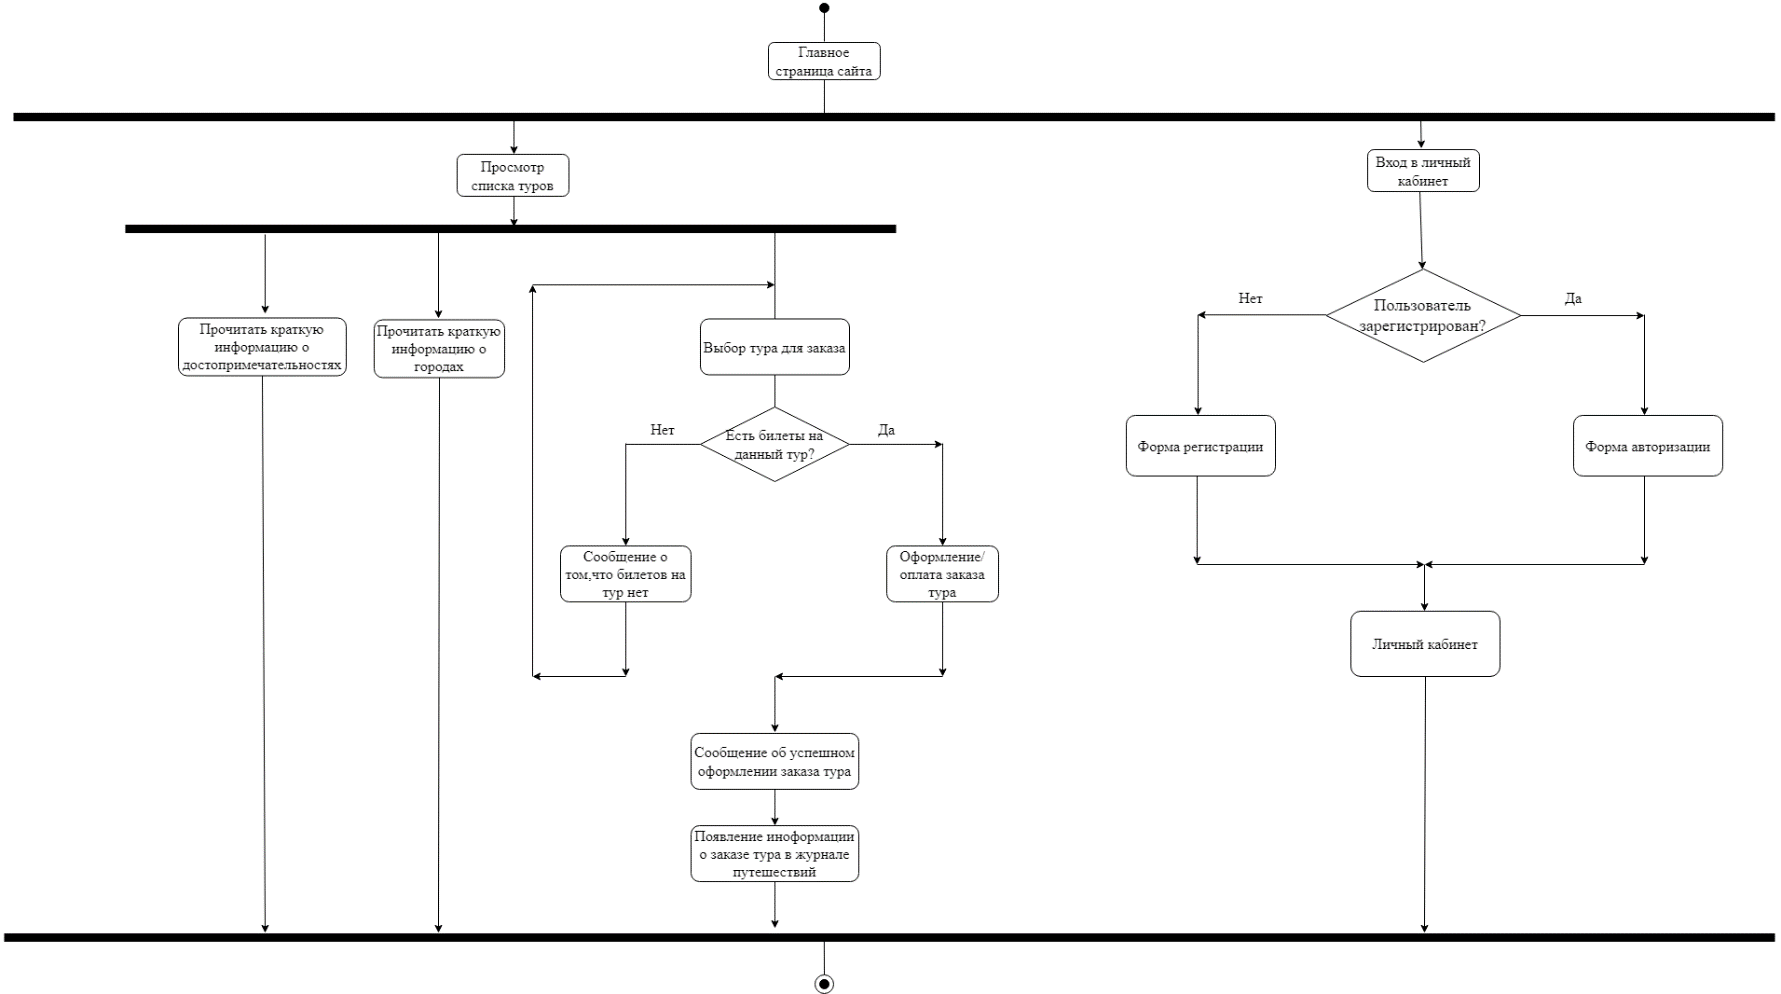 Главное
страница сайта
Просмотр
списка туров
Вход в личный
кабинет
Прочитать краткую
информацию о
достопримечательностях
Прочитать краткую
информацию о
городах
Выбор тура для заказа
Нет
Пользователь
зарегистрирован?
Да
Нет
Есть билеты на
данный тур?
Да
Форма регистрации
Форма авторизации
Сообщение о
том,что билетов на
тур нет
Оформление/
оплата заказа
тура
Личный кабинет
Сообщение об успешном
оформлении заказа тура
Появление иноформации
о заказе тура в журнале
путешествий